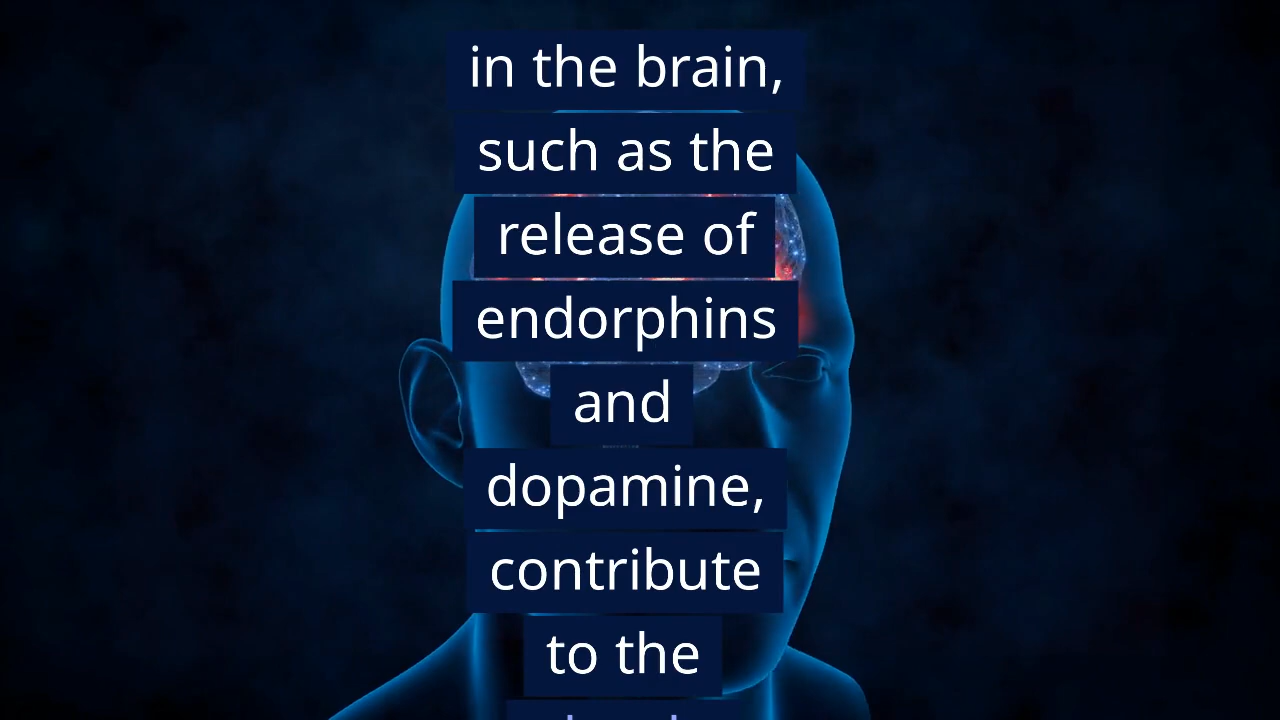 in the brain,
such as the
release of
endorphins
and
dopamine,
contribute
to the